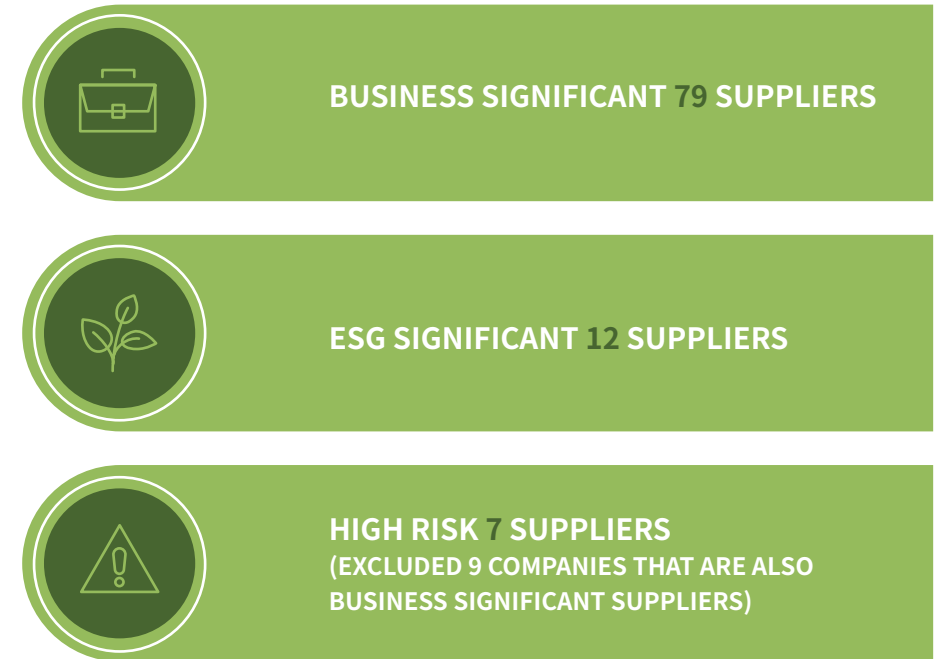 BUSINESS SIGNIFICANT 79 SUPPLIERS
ESG SIGNIFICANT 12 SUPPLIERS
HIGH RISK 7 SUPPLIERS
(EXCLUDED 9 COMPANIES THAT ARE ALSO
BUSINESS SIGNIFICANT SUPPLIERS)